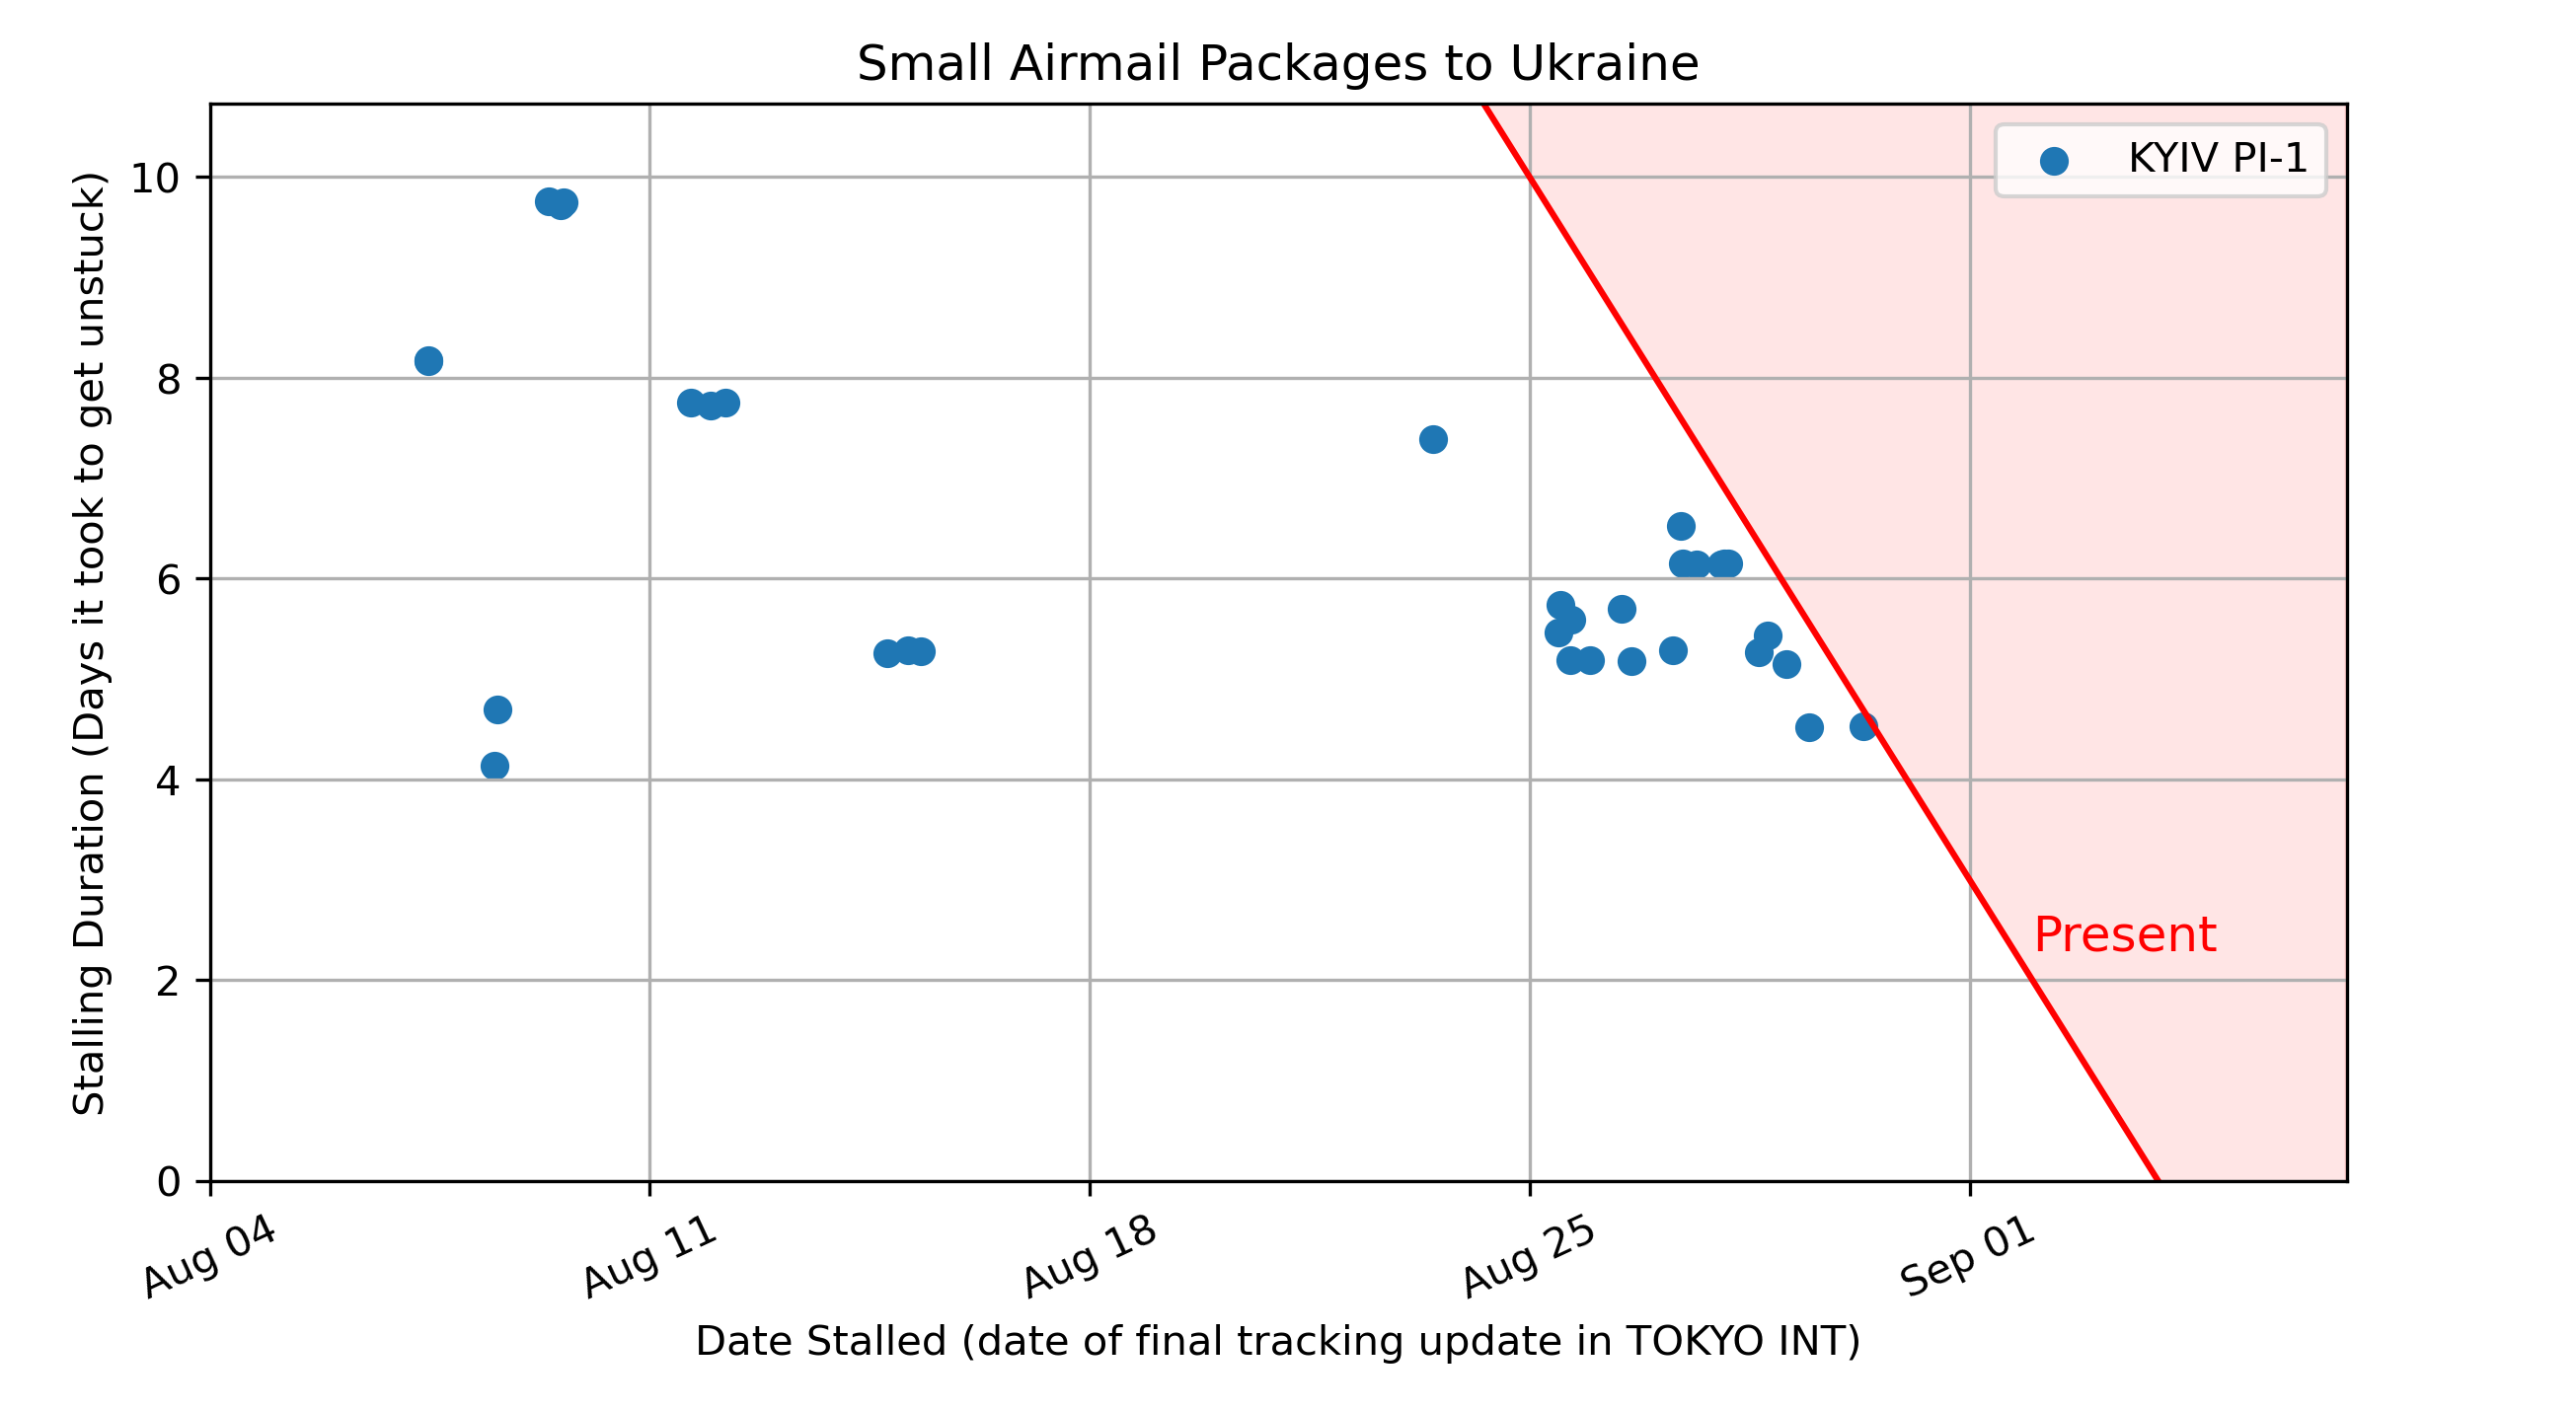 Small Airmail Packages to Ukraine
KYIV PI-1
Stalling Duration (Days it took to get unstuck)
10
8
6
4
2
0
Present
Aug 04
Aug 11
Aug 18
Aug 25
Sep 01
Date Stalled (date of final tracking update in TOKYO INT)